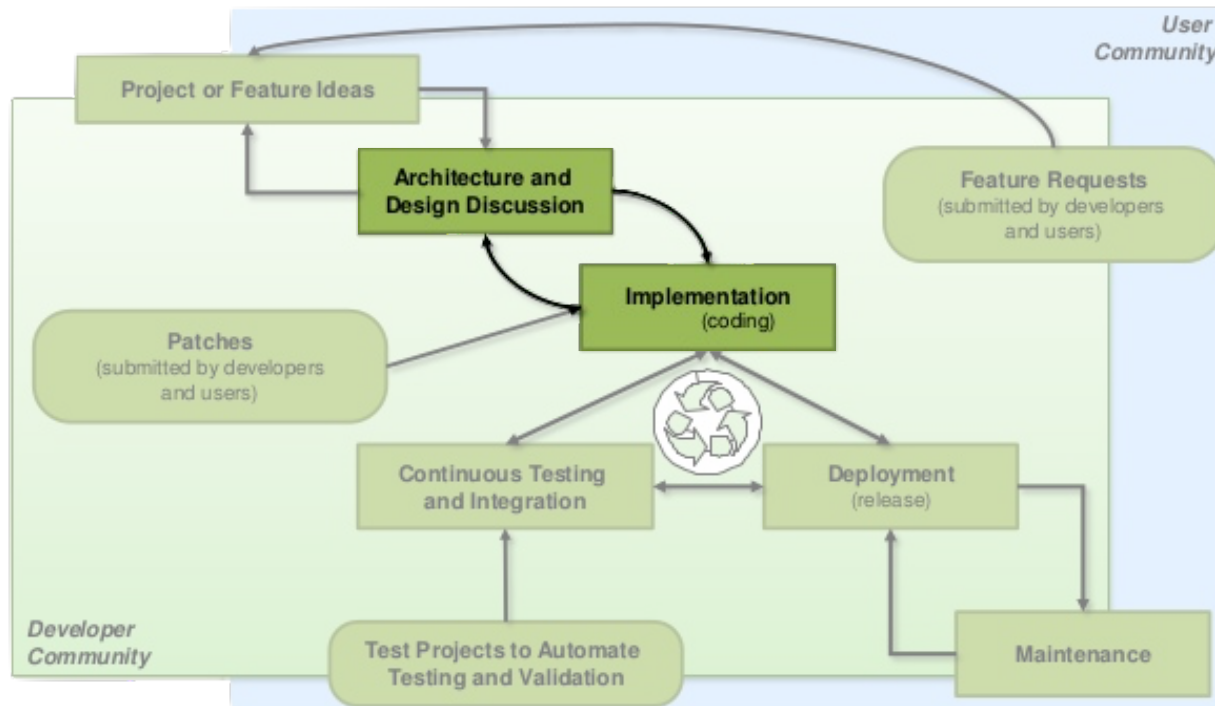 User
Community
Project or Feature Ideas
Architecture and
Design Discussion
Feature Requests
(submitted by developers
and users)
Implementation
(coding)
Patches
(submitted by developers
and users)
Continuous Testing
and Integration
Deployment
(release)
Developer
Community
Test Projects to Automate
Testing and Validation
Maintenance